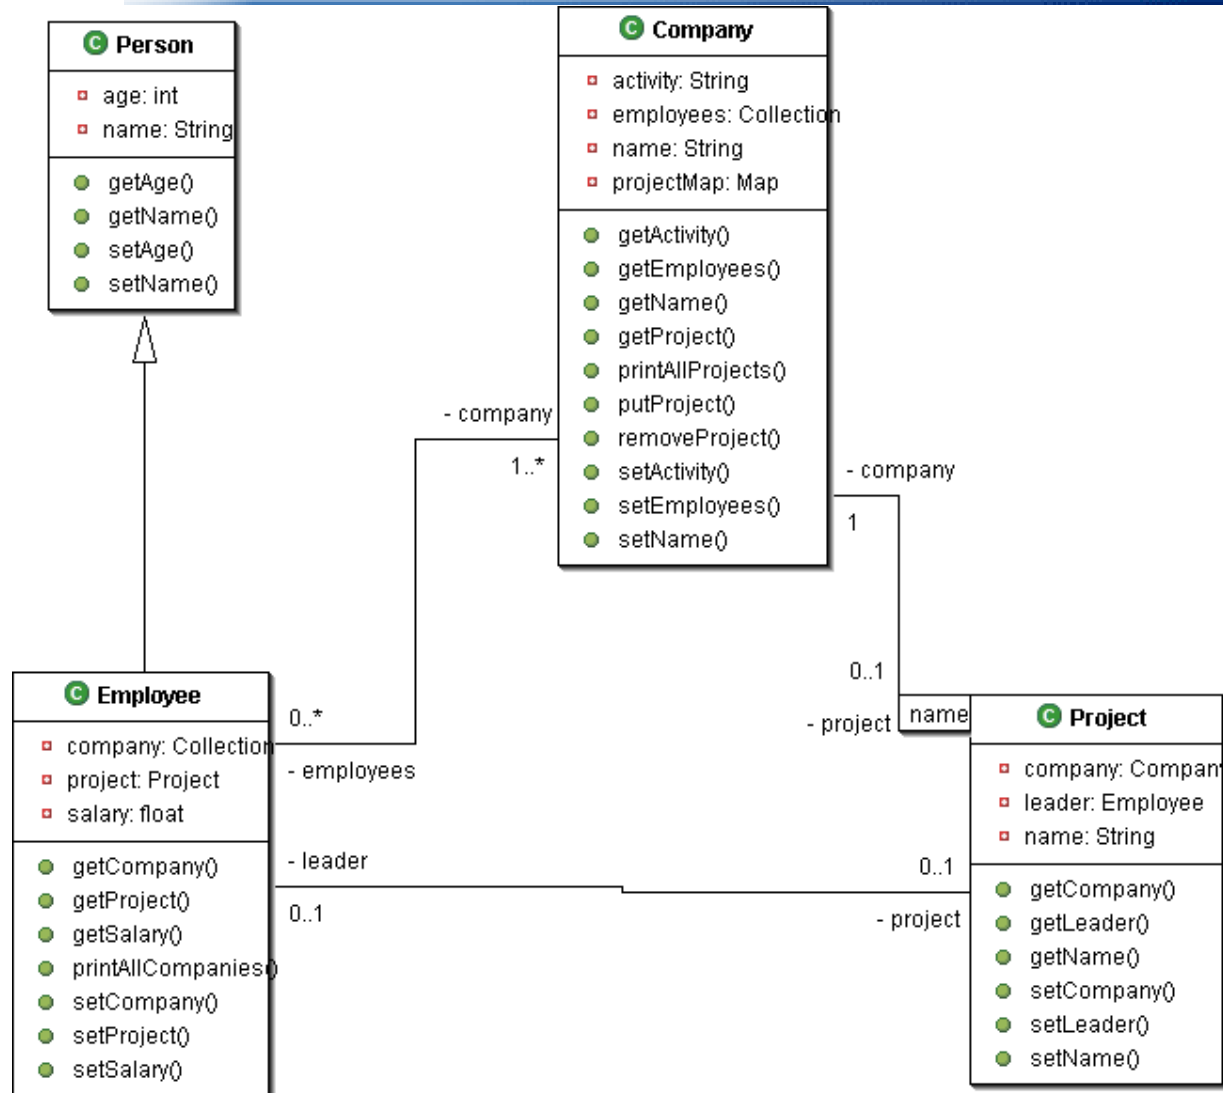 C Person
age: int
name: String
getAge()
getName()
setAge()
setName()
C Company
activity: String
employees: Collection
name: String
projectMap: Map
getActivity()
getEmployees()
getName()
getProject()
printAllProjects()
putProject()
removeProject()
setActivity()
setEmployees()
setName()
- company
1..*
- company
1
0..1
- project
name
C Employee
company: Collection
project: Project
salary: float
getCompany()
getProject()
getSalary()
printAllCompanies()
setCompany()
setProject()
setSalary()
0..*
- employees
- leader
0..1
0..1
- project
C Project
company: Company
leader: Employee
name: String
getCompany()
getLeader()
getName()
setCompany()
setLeader()
setName()